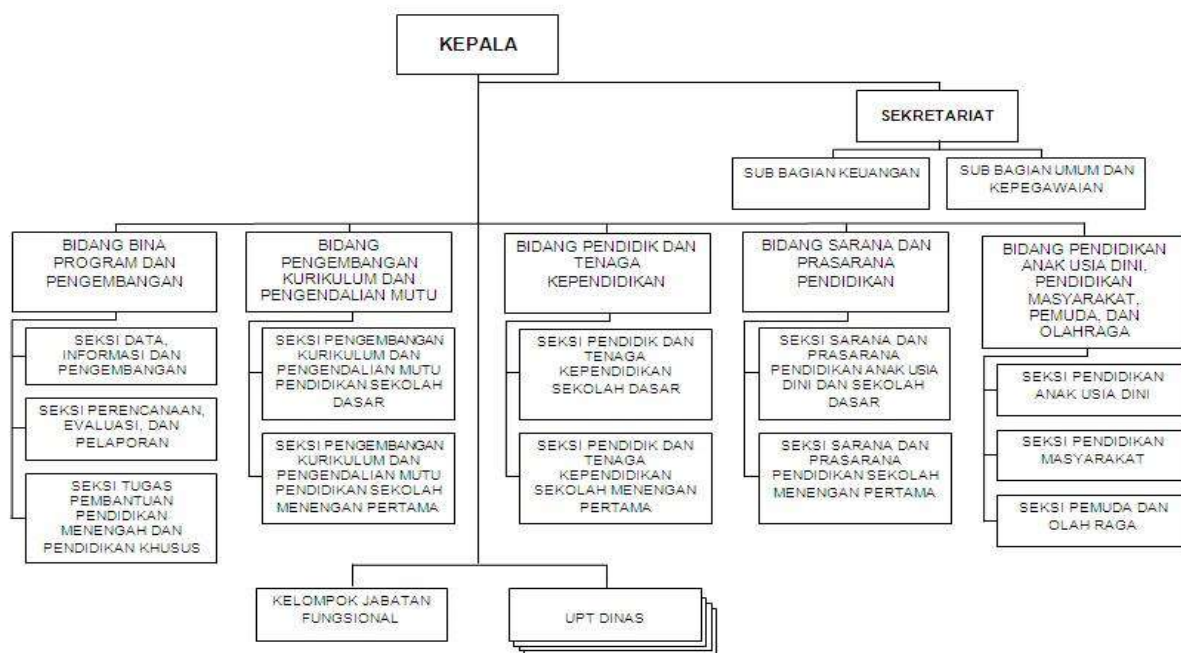 KEPALA
SEKRETARIAT
SUB BAGIAN KEUANGAN
SUB BAGIAN UMUM DAN
KEPEGAWAIAN
BIDANG BINA
PROGRAM DAN
PENGEMBANGAN
BIDANG
PENGEMBANGAN
KURIKULUM DAN
PENGENDALIAN MUTU
BIDANG PENDIDIK DAN
TENAGA
KEPENDIDIKAN
BIDANG SARANA DAN
PRASARANA
PENDIDIKAN
BIDANG PENDIDIKAN
ANAK USIA DINI,
PENDIDIKAN
MASYARAKAT,
PEMUDA, DAN
OLAHRAGA
SEKSI DATA,
INFORMASI DAN
PENGEMBANGAN
SEKSI PERENCANAAN,
EVALUASI, DAN
PELAPORAN
SEKSI TUGAS
PEMBANTUAN
PENDIDIKAN
MENENGAH DAN
PENDIDIKAN KHUSUS
SEKSI PENGEMBANGAN
KURIKULUM DAN
PENGENDALIAN MUTU
PENDIDIKAN SEKOLAH
DASAR
SEKSI PENGEMBANGAN
KURIKULUM DAN
PENGENDALIAN MUTU
PENDIDIKAN SEKOLAH
MENENGAN PERTAMA
SEKSI PENDIDIK DAN
TENAGA
KEPENDIDIKAN
SEKOLAH DASAR
SEKSI PENDIDIK DAN
TENAGA
KEPENDIDIKAN
SEKOLAH MENENGAN
PERTAMA
SEKSI SARANA DAN
PRASARANA
PENDIDIKAN ANAK USIA
DINI DAN SEKOLAH
DASAR
SEKSI SARANA DAN
PRASARANA
PENDIDIKAN SEKOLAH
MENENGAN PERTAMA
SEKSI PENDIDIKAN
ANAK USIA DINI
SEKSI PENDIDIKAN
MASYARAKAT
SEKSI PEMUDA DAN
OLAH RAGA
KELOMPOK JABATAN
FUNGSIONAL
UPT DINAS